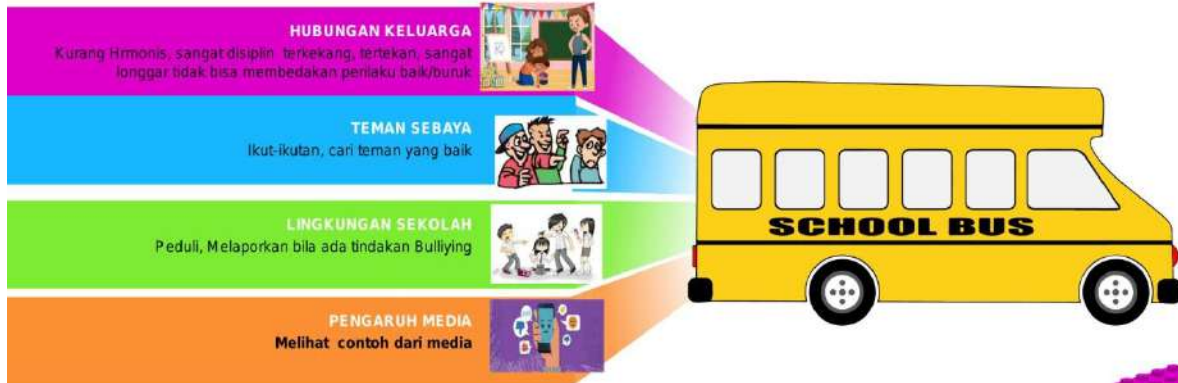 HUBUNGAN KELUARGA
Kurang Hrmonis, sangat disiplin terkekang, tertekan, sangat
longgar tidak bisa membedakan perilaku baik/buruk
TEMAN SEBAYA
Ikut-ikutan, cari teman yang baik
LINGKUNGAN SEKOLAH
Peduli, Melaporkan bila ada tindakan Bulliying
PENGARUH MEDIA
Melihat contoh dari media
SCHOOL BUS